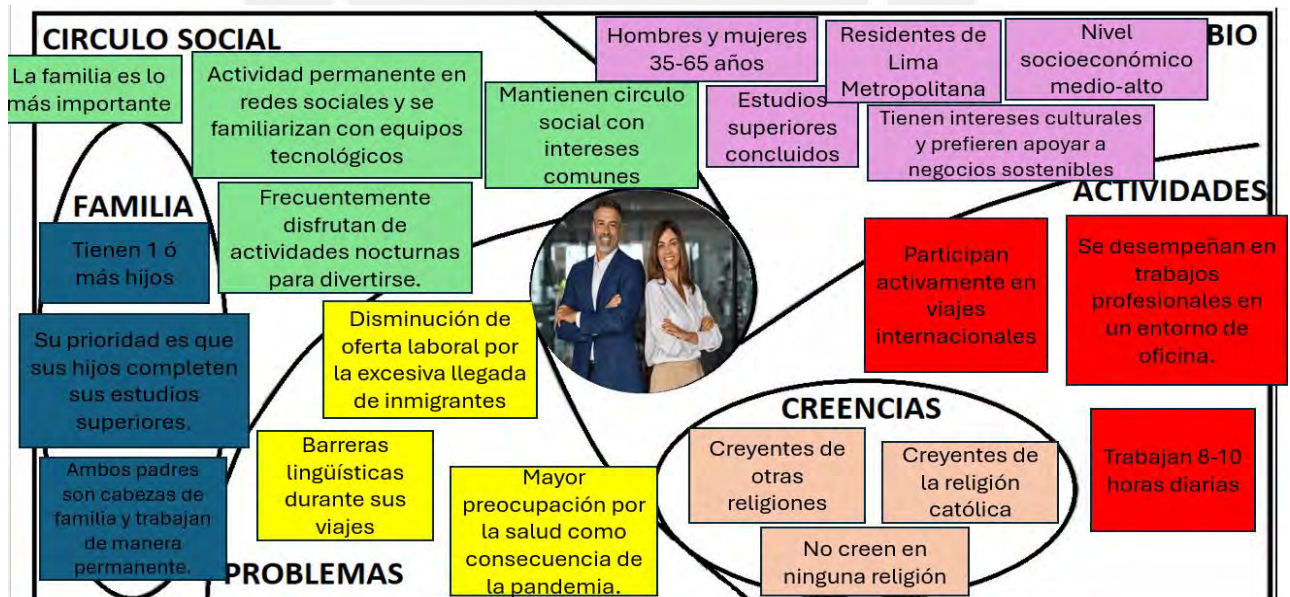 CIRCULO SOCIAL
La familia es lo
más importante
Actividad permanente en
redes sociales y se
familiarizan con equipos
tecnológicos
Mantienen circulo
social con
intereses
comunes
Frecuentemente
disfrutan de
actividades nocturnas
para divertirse.
BIO
Hombres y mujeres
35-65 años
Residentes de
Lima
Metropolitana
Nivel
socioeconómico
medio-alto
Estudios
superiores
concluidos
Tienen intereses culturales
y prefieren apoyar a
negocios sostenibles
FAMILIA
Tienen 1 ó
más hijos
Su prioridad es que
sus hijos completen
sus estudios
superiores.
Ambos padres
son cabezas de
familia y trabajan
de manera
permanente.
ACTIVIDADES
Participan
activamente en
viajes
internacionales
Se desempeñan en
trabajos
profesionales en
un entorno de
oficina.
Trabajan 8-10
horas diarias
Disminución de
oferta laboral por
la excesiva llegada
de inmigrantes
Barreras
lingüísticas
durante sus
viajes
Mayor
preocupación por
la salud como
consecuencia de
la pandemia.
PROBLEMAS
CREENCIAS
Creyentes de
otras
religiones
Creyentes de
la religión
católica
No creen en
ninguna religión